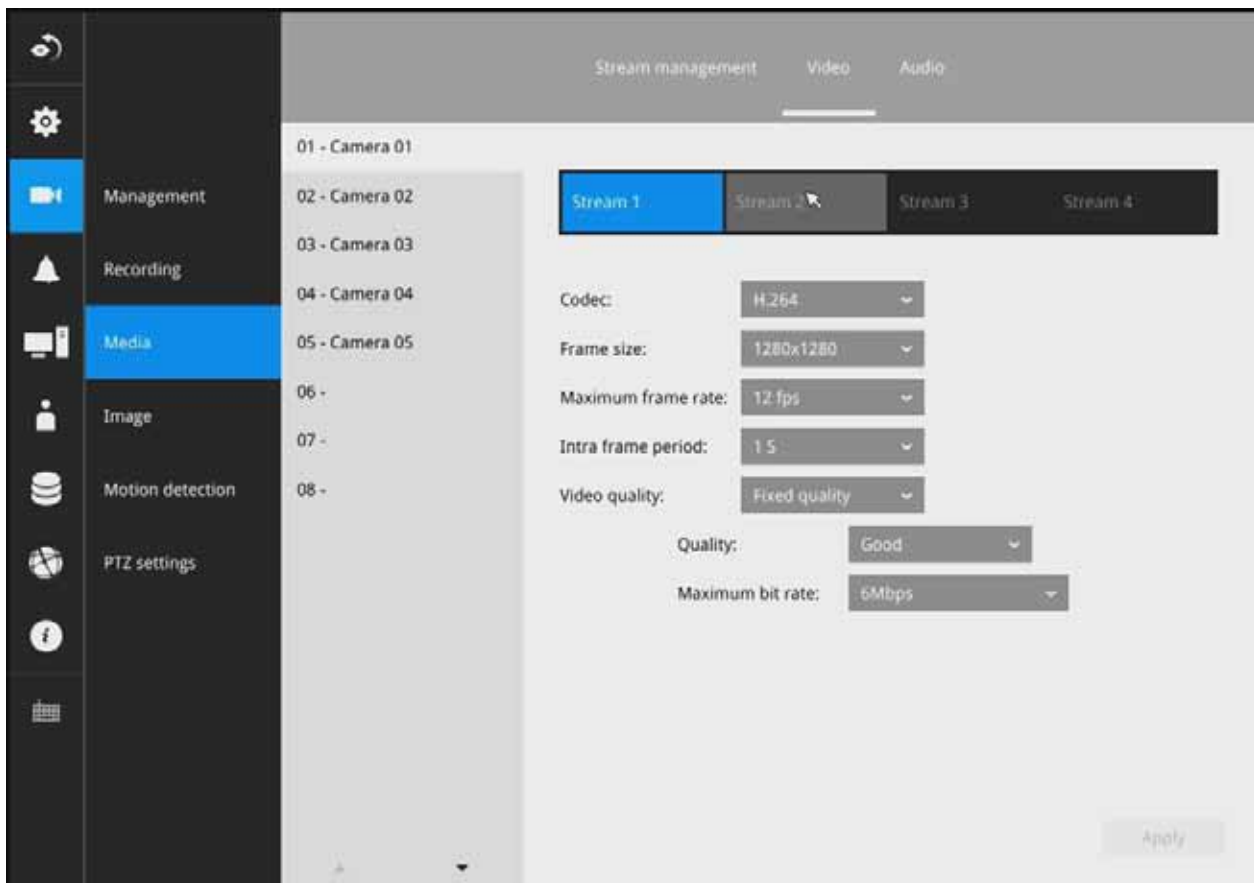 Stream management Video Audio
Management
Recording
Media
Image
Motion detection
PTZ settings
01 - Camera 01
02 - Camera 02
03 - Camera 03
04 - Camera 04
05 - Camera 05
06 -
07 -
08 -
Stream 1 Stream 2 Stream 3 Stream 4
Codec: H.264
Frame size: 1280x1280
Maximum frame rate: 12 fps
Intra frame period: 1 S
Video quality: Fixed quality
Quality: Good
Maximum bit rate: 6Mbps
Apply